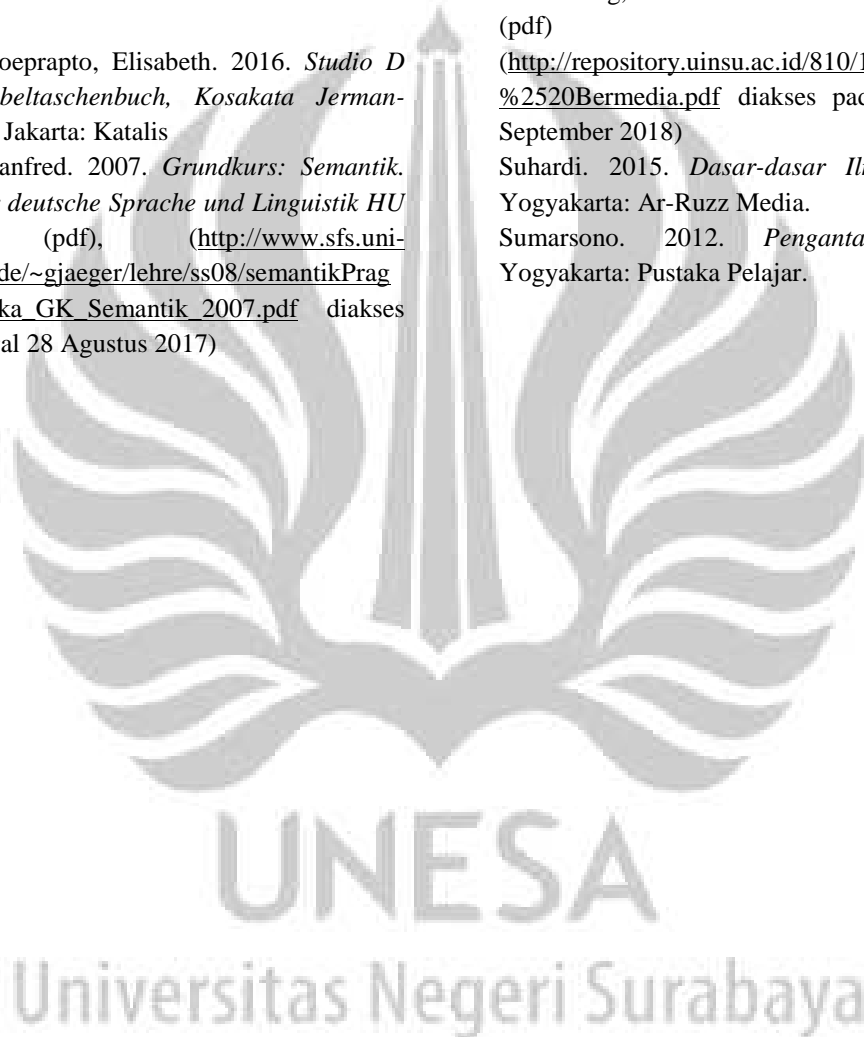 oeprapto, Elisabeth. 2016. Studio D
beltaschenbuch, Kosakata Jerman-
Jakarta: Katalis
anfred. 2007. Grundkurs: Semantik.
deutsche Sprache und Linguistik HU
(pdf), (http://www.sfs.uni-
de/~gjaeger/lehre/ss08/semantikPrag
ka_GK_Semantik_2007.pdf diakses
al 28 Agustus 2017)
(pdf)
(http://repository.uinsu.ac.id/810/1
%2520Bermedia.pdf diakses pad
September 2018)
Suhardi. 2015. Dasar-dasar Il
Yogyakarta: Ar-Ruzz Media.
Sumarsono. 2012. Penganta
Yogyakarta: Pustaka Pelajar.
UNESA
Universitas Negeri Surabaya